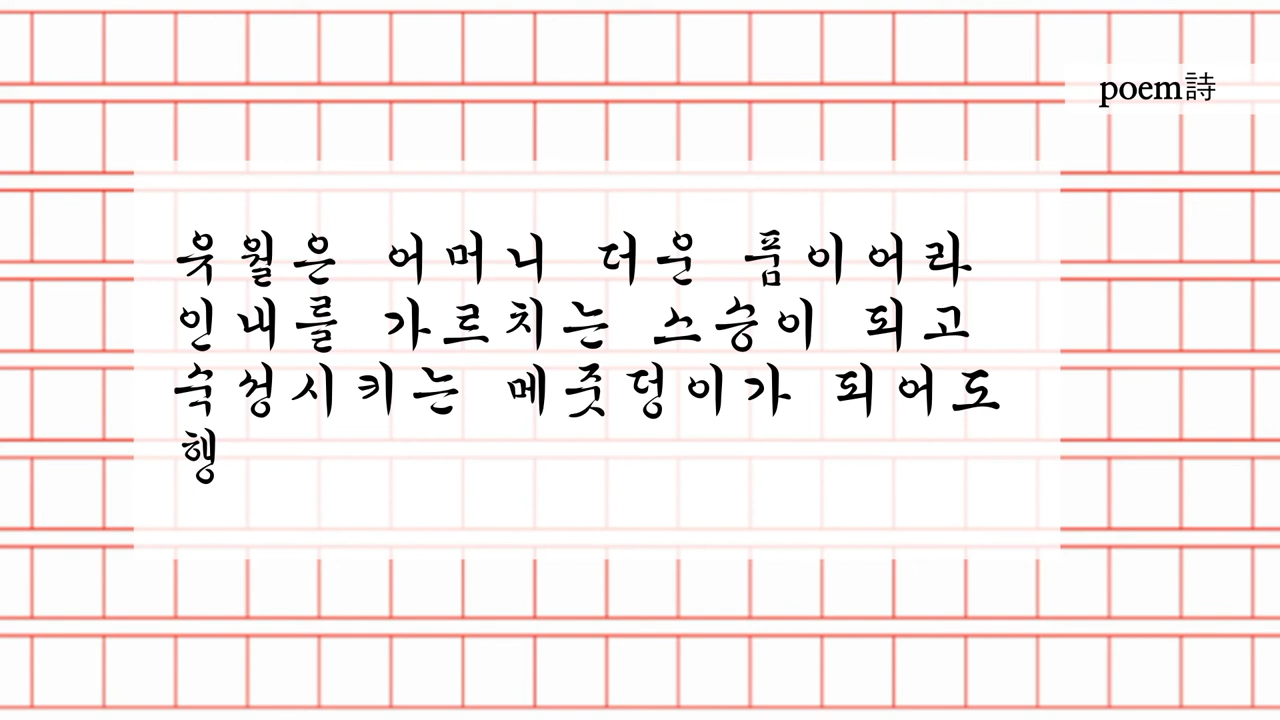 poem詩
유월은 어머니 더운 품이어라
인내를 가르치는 스승이 되고
숙성시키는 메줏덩이가 되어도
행